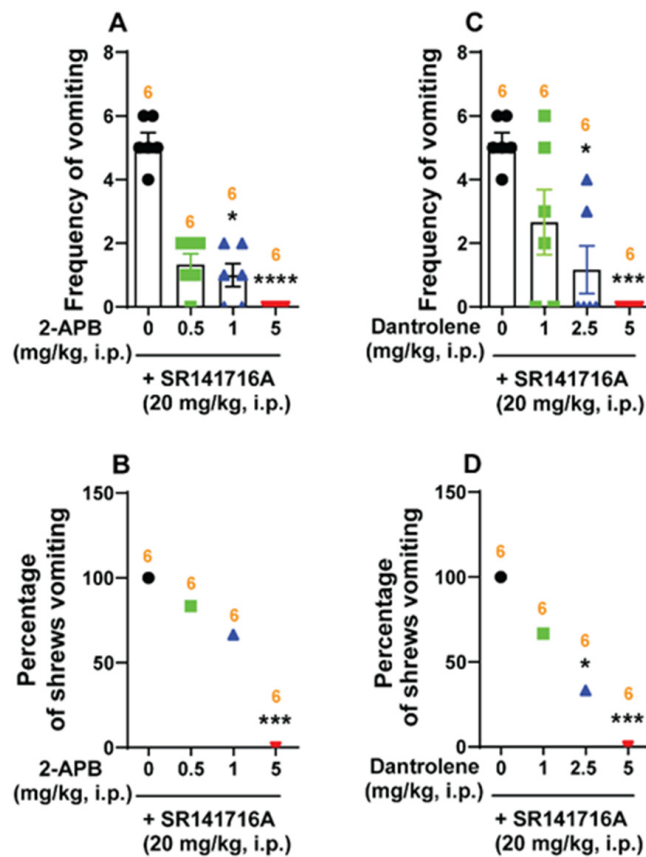 A
Frequency of vomiting
8
6
4
2
0
6
6
6
*
6
****
0 0.5 1 5
2-APB
(mg/kg, i.p.)
+ SR141716A
(20 mg/kg, i.p.)
C
Frequency of vomiting
8
6
4
2
0
6
6
6
*
6
***
0 1 2.5 5
Dantrolene
(mg/kg, i.p.)
+ SR141716A
(20 mg/kg, i.p.)
B
Percentage
of shrews vomiting
150
100
50
0
6
6
6
6
***
0 0.5 1 5
2-APB
(mg/kg, i.p.)
+ SR141716A
(20 mg/kg, i.p.)
D
Percentage
of shrews vomiting
150
100
50
0
6
6
6
*
6
***
0 1 2.5 5
Dantrolene
(mg/kg, i.p.)
+ SR141716A
(20 mg/kg, i.p.)